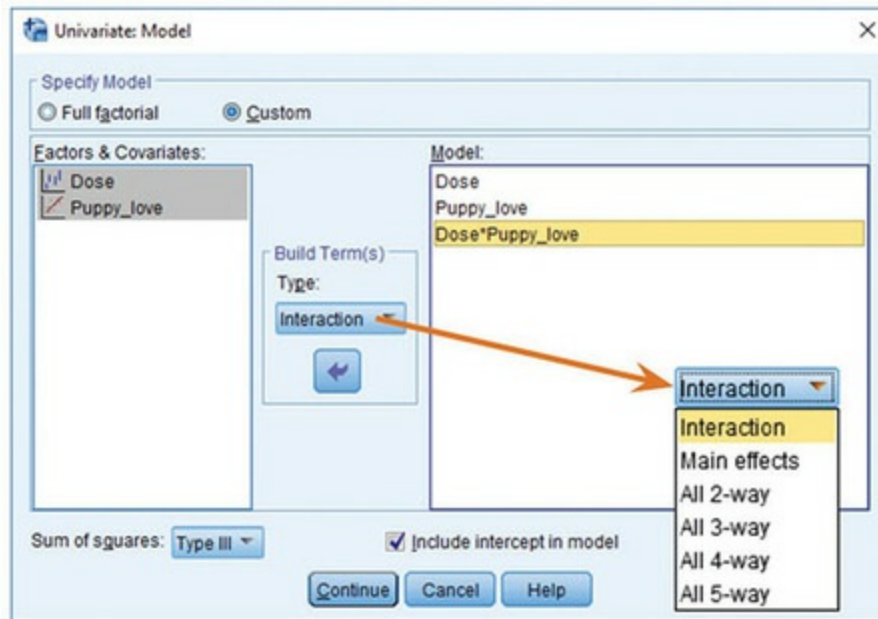 Univariate: Model
Specify Model
Full factorial
Custom
Factors & Covariates:
Dose
Puppy_love
Build Term(s)
Type:
Interaction
Model:
Dose
Puppy_love
Dose*Puppy_love
Interaction
Interaction
Main effects
All 2-way
All 3-way
All 4-way
All 5-way
Sum of squares: Type III
Include intercept in model
Continue
Cancel
Help